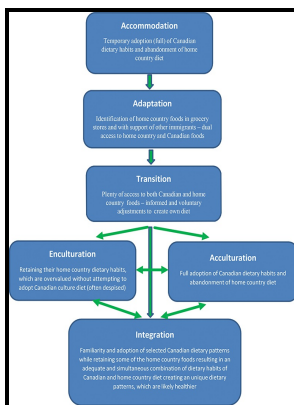 Accommodation
Temporary adoption (full) of Canadian
dietary habits and abandonment of home
country diet
Adaptation
Identification of home country foods in grocery
stores and with support of other immigrants – dual
access to home country and Canadian foods
Transition
Plenty of access to both Canadian and home
country foods – informed and voluntary
adjustments to create own diet
Enculturation
Retaining their home country dietary habits,
which are overvalued without attempting to
adopt Canadian culture diet (often despised)
Acculturation
Full adoption of Canadian dietary habits and
abandonment of home country diet
Integration
Familiarity and adoption of selected Canadian dietary patterns
while retaining some of the home country foods resulting in an
adequate and simultaneous combination of dietary habits of
Canadian and home country diet creating an unique dietary
patterns, which are likely healthier